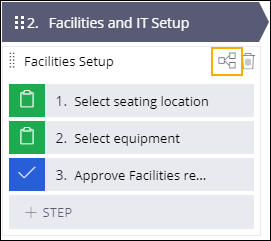 2. Facilities and IT Setup
Facilities Setup
1. Select seating location
2. Select equipment
3. Approve Facilities re...
+ STEP